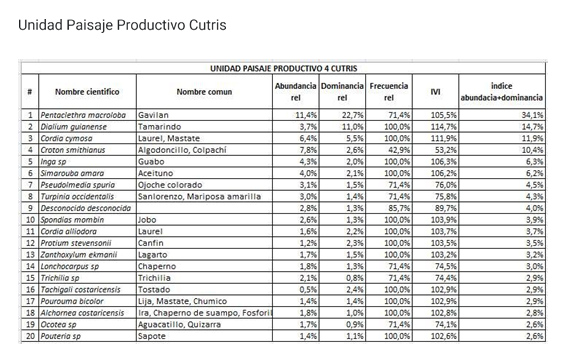 Unidad Paisaje Productivo Cutris
UNIDAD PAISAJE PRODUCTIVO 4 CUTRIS
# Nombre cientifico Nombre comun Abundancia rel Dominancia rel Frecuencia rel IVI indice abundacia+dominancia
1 Pentaclethra macroloba Gavilan 11,4% 22,7% 71,4% 105,5% 34,1%
2 Dialium guianense Tamarindo 3,7% 11,0% 100,0% 114,7% 14,7%
3 Cordia cymosa Laurel, Mastate 6,4% 5,5% 100,0% 111,9% 11,9%
4 Croton smithianus Algodoncillo, Colpachí 7,8% 2,6% 42,9% 53,2% 10,4%
5 Inga sp Guabo 4,3% 2,0% 100,0% 106,3% 6,3%
6 Simarouba amara Aceituno 4,0% 2,1% 100,0% 106,2% 6,2%
7 Pseudolmedia spuria Ojoche colorado 3,1% 1,5% 71,4% 76,0% 4,5%
8 Turpinia occidentalis Sanlorenzo, Mariposa amarilla 3,0% 1,4% 71,4% 75,8% 4,3%
9 Desconocido desconocida 2,8% 1,3% 85,7% 89,7% 4,0%
10 Spondias mombin Jobo 2,6% 1,3% 100,0% 103,9% 3,9%
11 Cordia alliodora Laurel 1,6% 2,2% 100,0% 103,7% 3,7%
12 Protium stevensonii Canfin 1,2% 2,3% 100,0% 103,5% 3,5%
13 Zanthoxylum ekmanii Lagarto 1,7% 1,5% 100,0% 103,2% 3,2%
14 Lonchocarpus sp Chaperno 1,8% 1,3% 71,4% 74,5% 3,0%
15 Trichilia sp Trichilia 2,1% 0,8% 71,4% 74,4% 2,9%
16 Tachigali costaricensis Tostado 0,5% 2,4% 100,0% 102,9% 2,9%
17 Pourouma bicolor Lija, Mastate, Chumico 1,4% 1,4% 100,0% 102,9% 2,9%
18 Alchornea costaricensis Ira, Chaperno de suampo, Fosforil 1,8% 1,0% 100,0% 102,8% 2,8%
19 Ocotea sp Aguacatillo, Quizarra 1,7% 0,9% 71,4% 74,1% 2,6%
20 Pouteria sp Sapote 1,4% 1,1% 100,0% 102,6% 2,6%